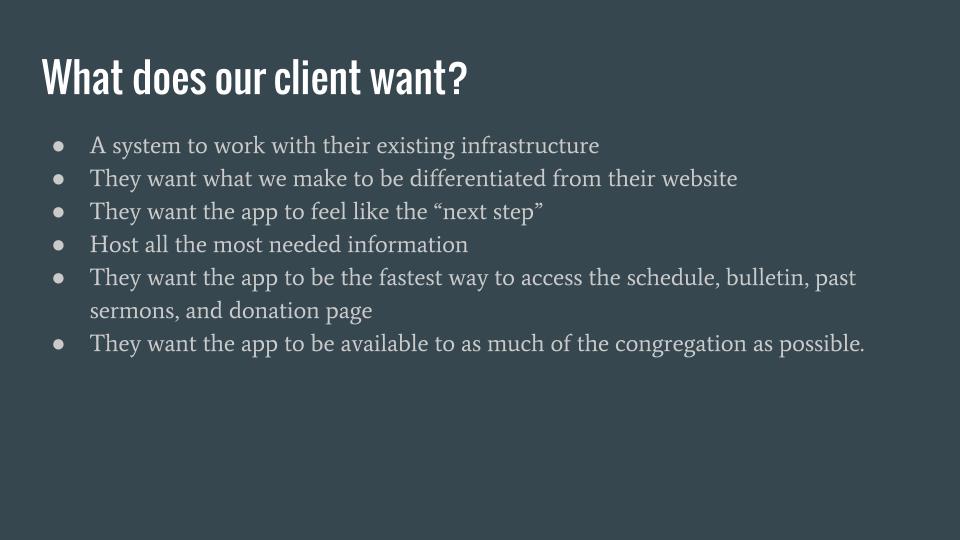 What does our client want?
● A system to work with their existing infrastructure
● They want what we make to be differentiated from their website
● They want the app to feel like the “next step”
● Host all the most needed information
● They want the app to be the fastest way to access the schedule, bulletin, past
sermons, and donation page
● They want the app to be available to as much of the congregation as possible.